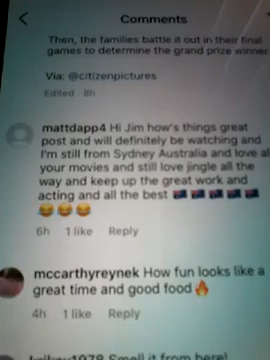 Comments
Then, the families battle it out in their final
games to determine the grand prize winner
Via: @citizenpictures
Edited 8h
mattdapp4 Hi Jim how's things great
post and will definitely be watching and
I'm still from Sydney Australia and love al
your movies and still love jingle all the
way and keep up the great work and
acting and all the best 🇦🇺 🇦🇺 🇦🇺 🇦🇺 🇦🇺
😂 😂 😂
6h 1 like Reply
mccarthyreynek How fun looks like a
great time and good food 🔥
4h 1 like Reply
Smell it from here!